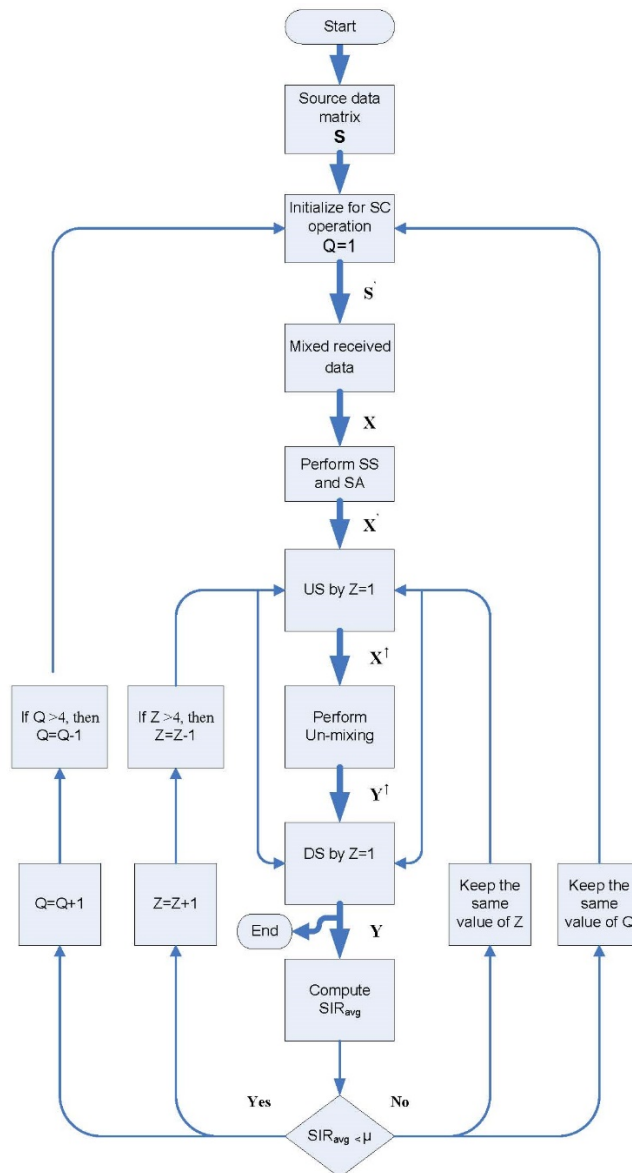 Start
Source data
matrix
S
Initialize for SC
operation
Q=1
S'
Mixed received
data
X
Perform SS
and SA
X'
US by Z=1
X↑
If Q >4, then
Q=Q-1
If Z >4, then
Z=Z-1
Perform
Un-mixing
Y↑
DS by Z=1
Q=Q+1
Z=Z+1
Keep the
same
value of Z
Keep the
same
value of Q
End
Y
Compute
SIRavg
Yes
No
SIRavg < μ